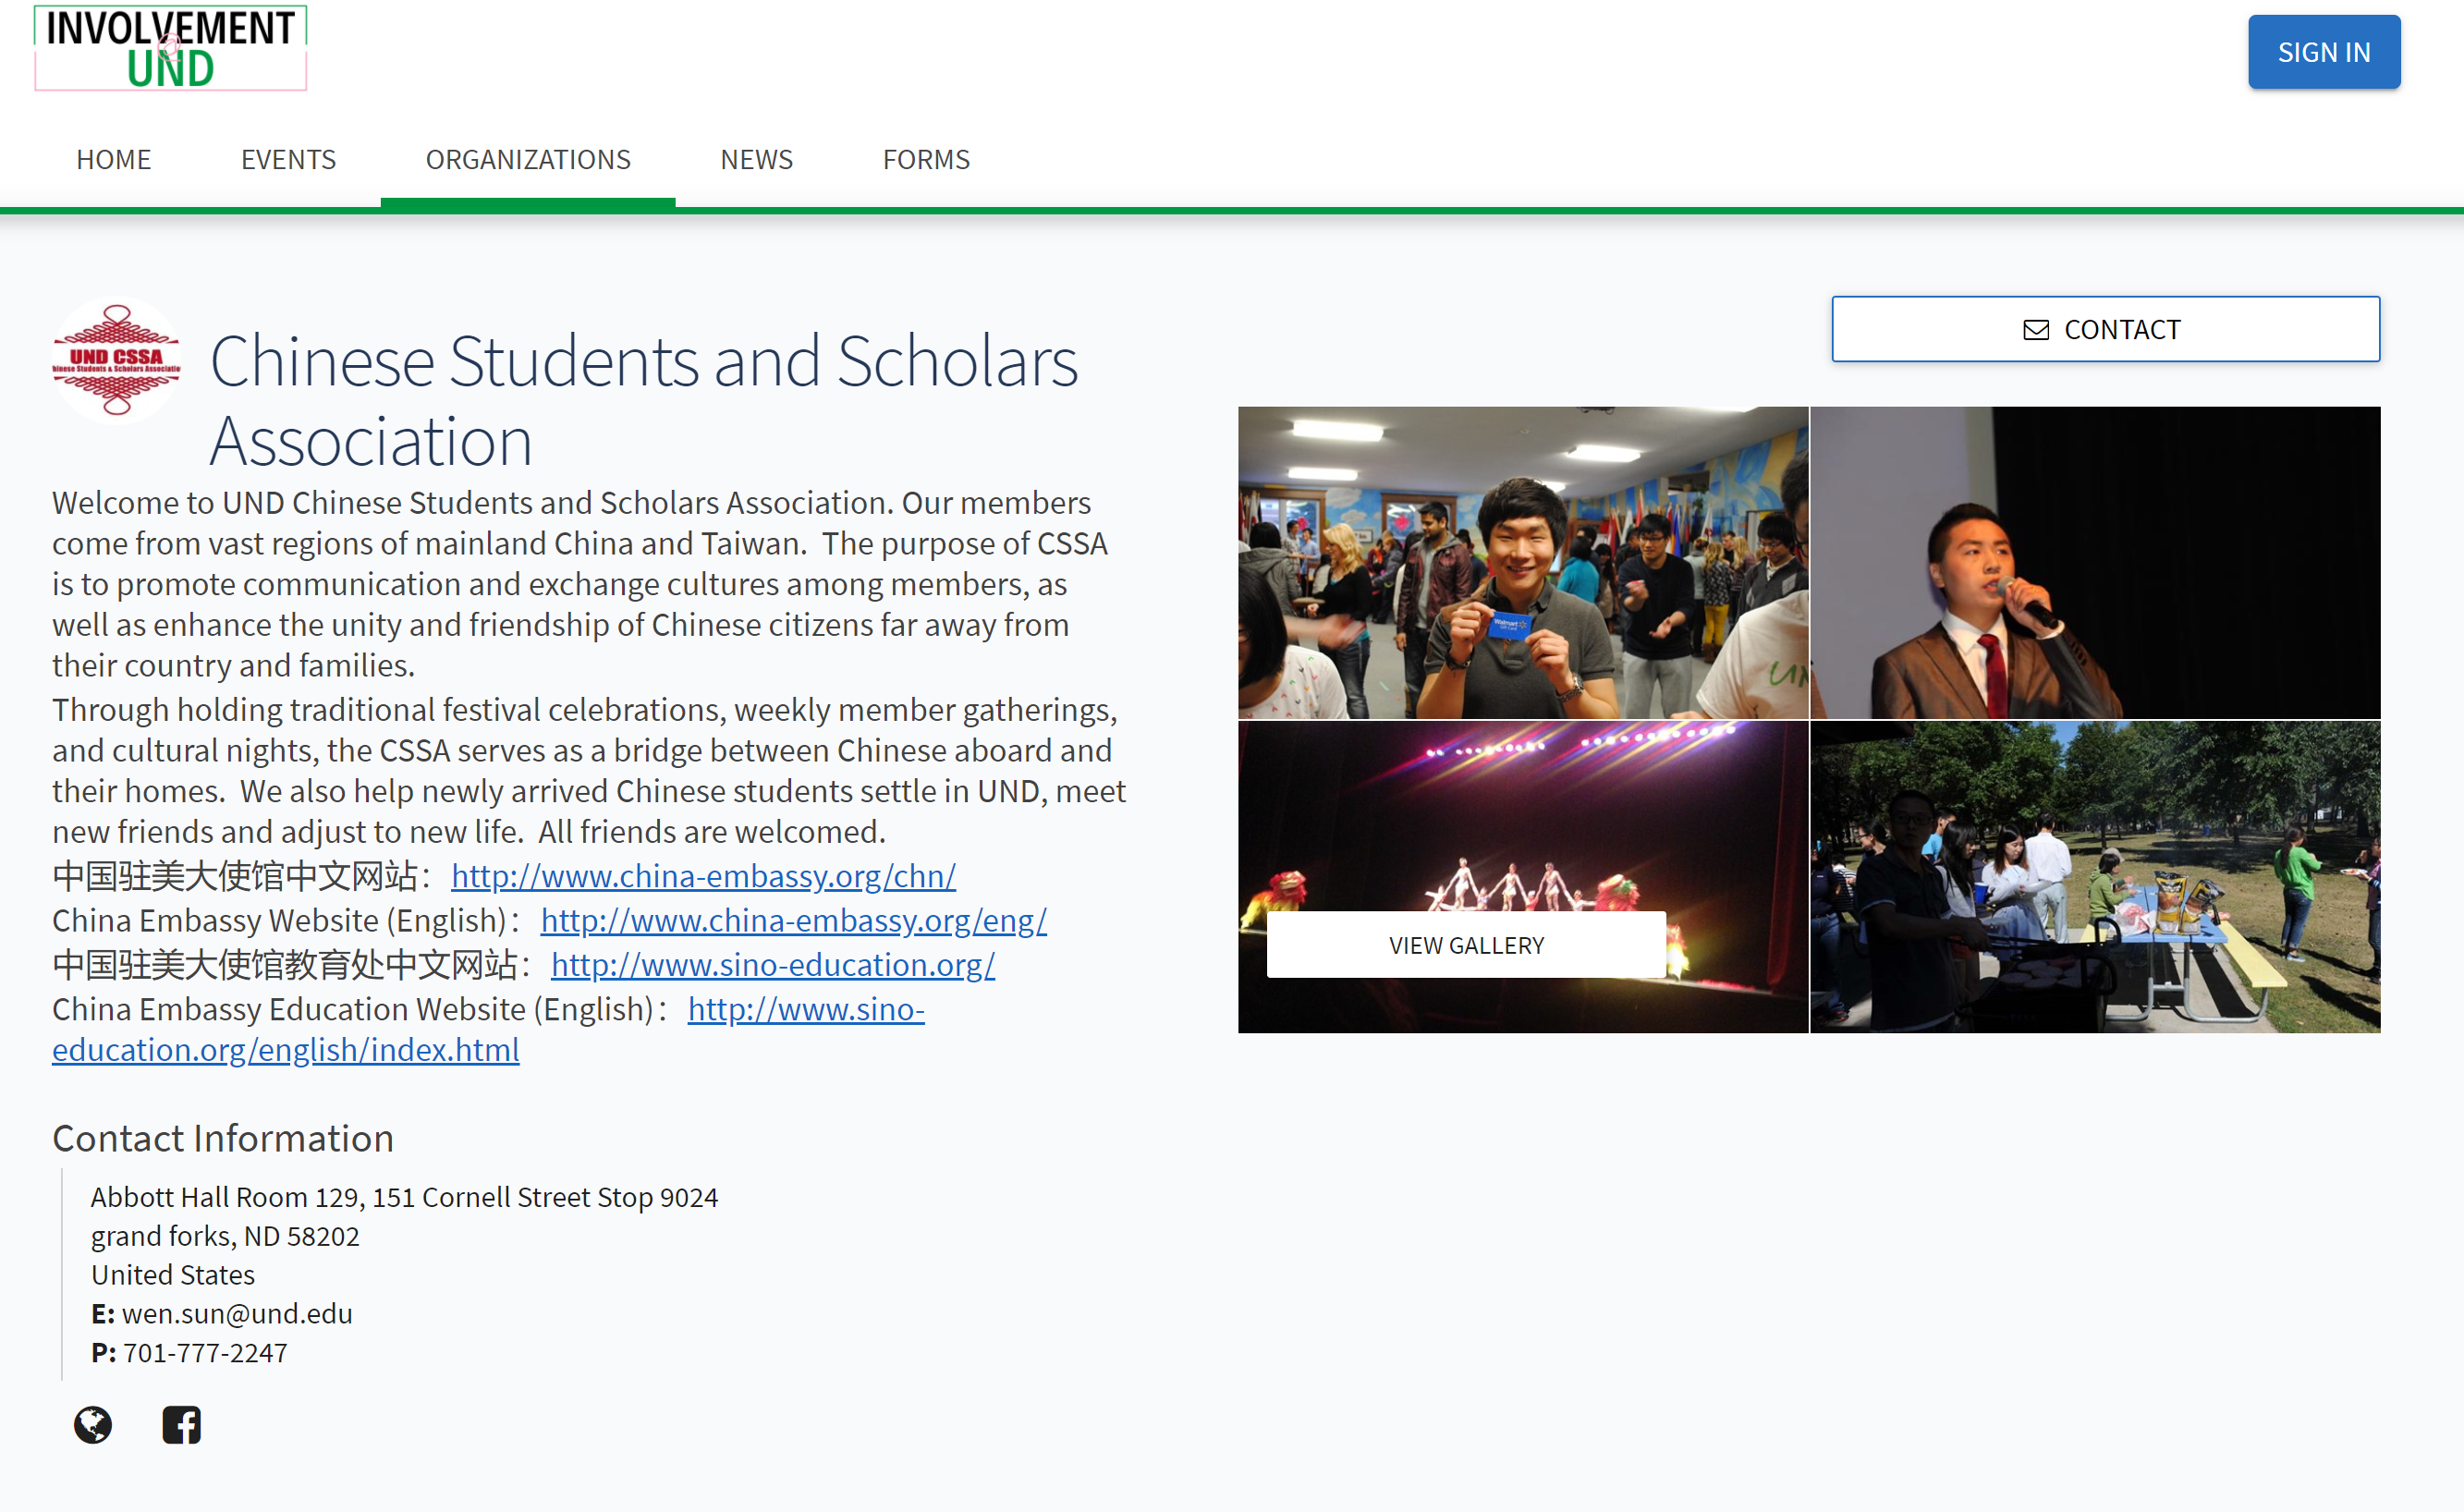 INVOLVEMENT
@
UND
SIGN IN
HOME EVENTS ORGANIZATIONS NEWS FORMS
UND CSSA
hinese Students & Scholars Associatio
Chinese Students and Scholars
Association
CONTACT
Welcome to UND Chinese Students and Scholars Association. Our members
come from vast regions of mainland China and Taiwan.  The purpose of CSSA
is to promote communication and exchange cultures among members, as
well as enhance the unity and friendship of Chinese citizens far away from
their country and families.
Through holding traditional festival celebrations, weekly member gatherings,
and cultural nights, the CSSA serves as a bridge between Chinese aboard and
their homes.  We also help newly arrived Chinese students settle in UND, meet
new friends and adjust to new life.  All friends are welcomed.
中国驻美大使馆中文网站：http://www.china-embassy.org/chn/
China Embassy Website (English)：http://www.china-embassy.org/eng/
中国驻美大使馆教育处中文网站：http://www.sino-education.org/
China Embassy Education Website (English)：http://www.sino-
education.org/english/index.html
Walmart
Gift Card
UN
VIEW GALLERY
Contact Information
Abbott Hall Room 129, 151 Cornell Street Stop 9024
grand forks, ND 58202
United States
E: wen.sun@und.edu
P: 701-777-2247